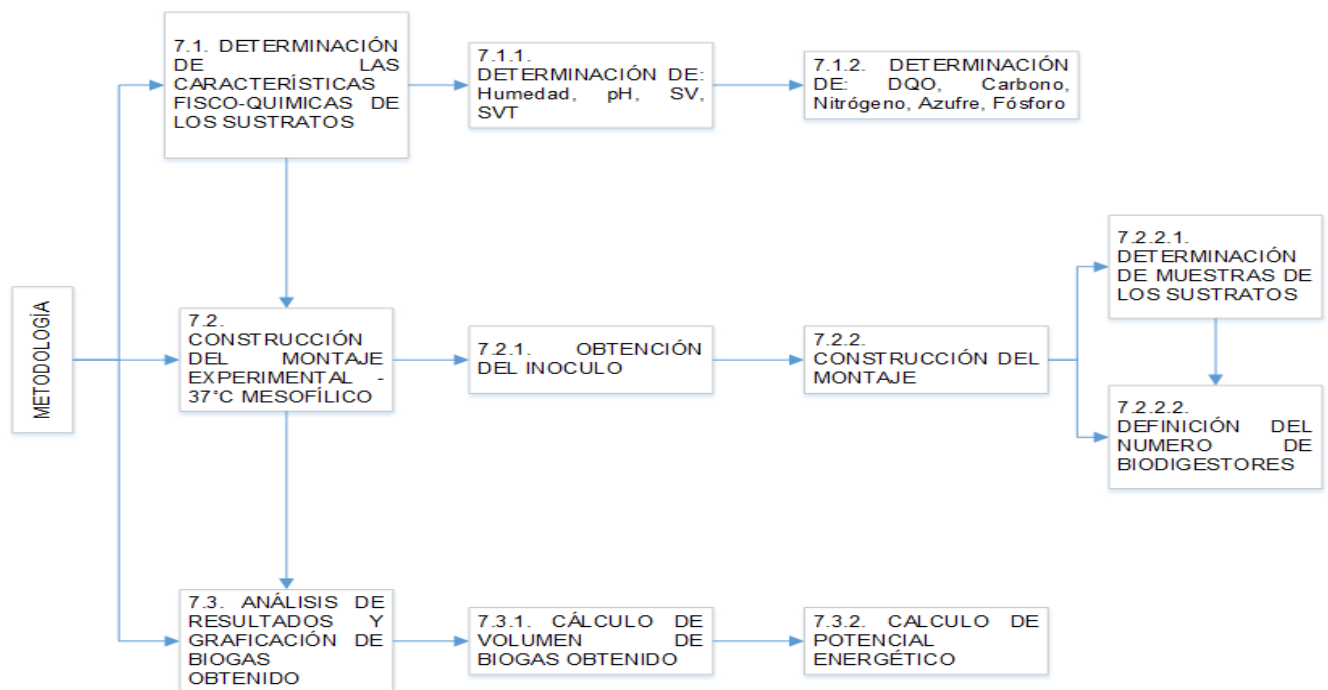 METODOLOGÍA
7.1. DETERMINACIÓN
DE LAS
CARACTERÍSTICAS
FISCO-QUIMICAS DE
LOS SUSTRATOS
7.1.1.
DETERMINACIÓN DE:
Humedad, pH, SV,
SVT
7.1.2. DETERMINACIÓN
DE: DQO, Carbono,
Nitrógeno, Azufre, Fósforo
7.2.
CONSTRUCCIÓN
DEL MONTAJE
EXPERIMENTAL -
37°C MESOFÍLICO
7.2.1. OBTENCIÓN
DEL INOCULO
7.2.2.
CONSTRUCCIÓN DEL
MONTAJE
7.2.2.1.
DETERMINACIÓN
DE MUESTRAS DE
LOS SUSTRATOS
7.2.2.2.
DEFINICIÓN DEL
NUMERO DE
BIODIGESTORES
7.3. ANÁLISIS DE
RESULTADOS Y
GRAFICACIÓN DE
BIOGAS
OBTENIDO
7.3.1. CÁLCULO DE
VOLUMEN DE
BIOGAS OBTENIDO
7.3.2. CALCULO DE
POTENCIAL
ENERGÉTICO